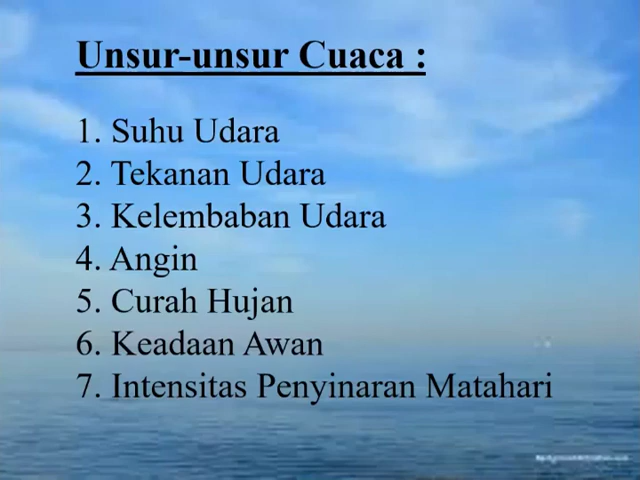 Unsur-unsur Cuaca :
1. Suhu Udara
2. Tekanan Udara
3. Kelembaban Udara
4. Angin
5. Curah Hujan
6. Keadaan Awan
7. Intensitas Penyinaran Matahari